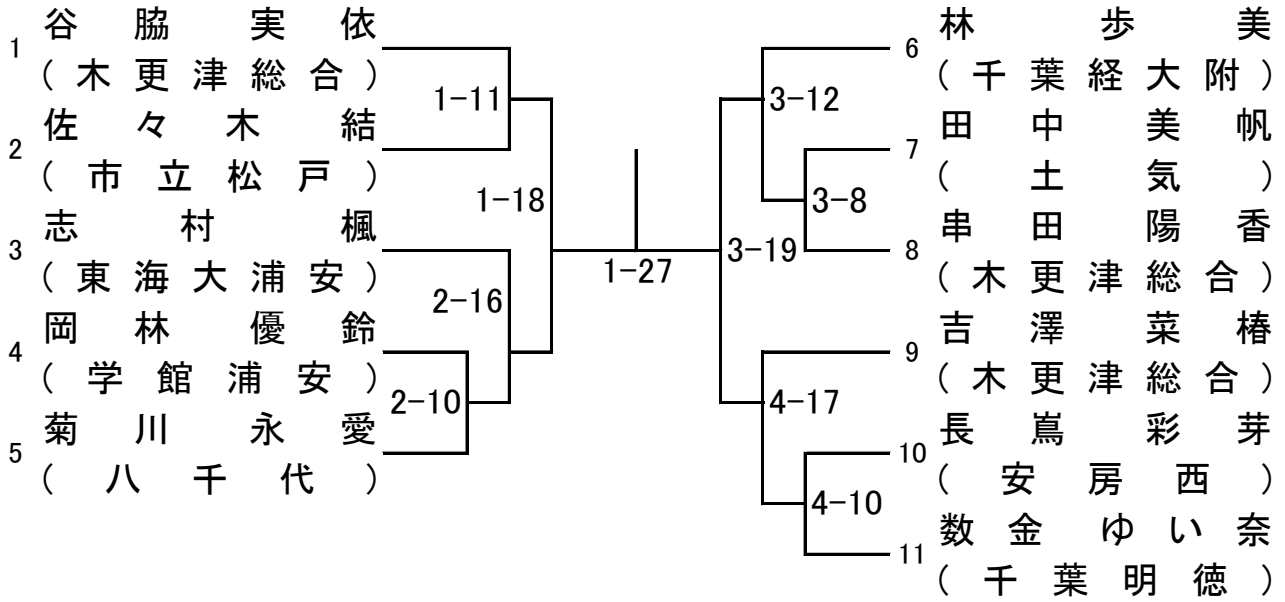 1 谷脇実依
(木更津総合)
2 佐々木結
(市立松戸)
3 志村楓
(東海大浦安)
4 岡林優鈴
(学館浦安)
5 菊川永愛
(八千代)
1-11
1-18
2-16
2-10
1-27
3-12
3-8
3-19
4-17
4-10
6 林歩美
(千葉経大附)
7 田中美帆
(土気)
8 串田陽香
(木更津総合)
9 吉澤菜椿
(木更津総合)
10 長嶌彩芽
(安房西)
11 数金ゆい奈
(千葉明徳)